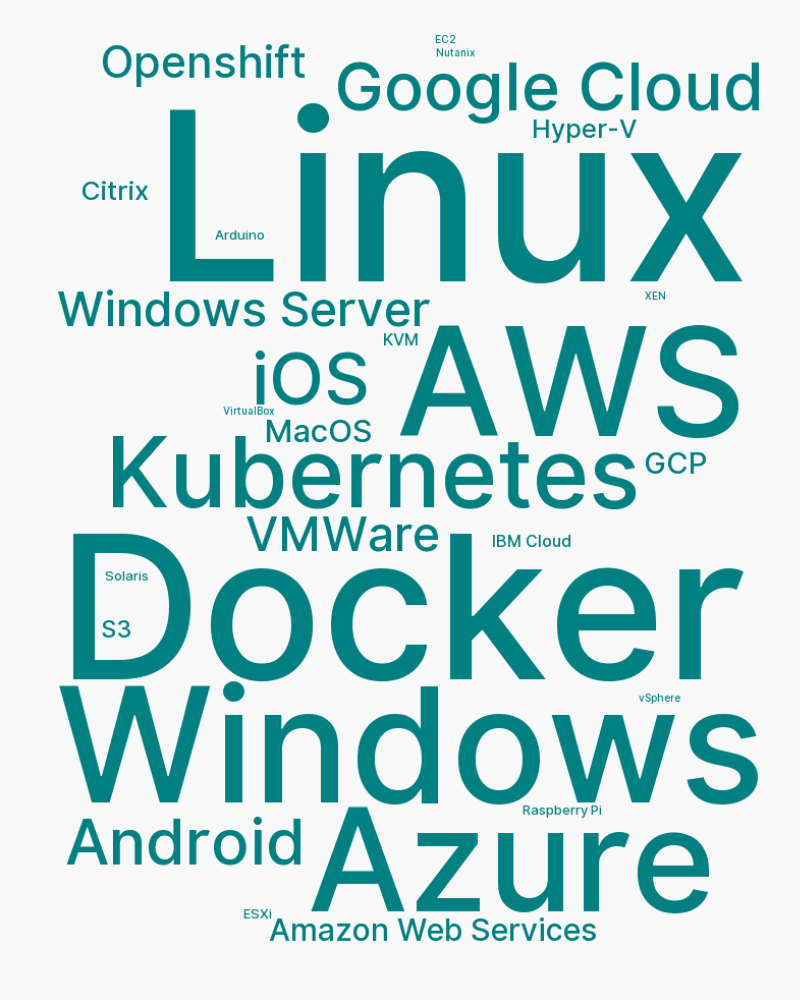 EC2
Nutanix
Openshift
Google Cloud
Hyper-V
Linux
Citrix
Arduino
XEN
Windows Server
KVM
AWS
iOS
VirtualBox
MacOS
Kubernetes
GCP
VMWare
IBM Cloud
Docker
Solaris
S3
Windows
vSphere
Raspberry Pi
Android
Azure
ESXi
Amazon Web Services